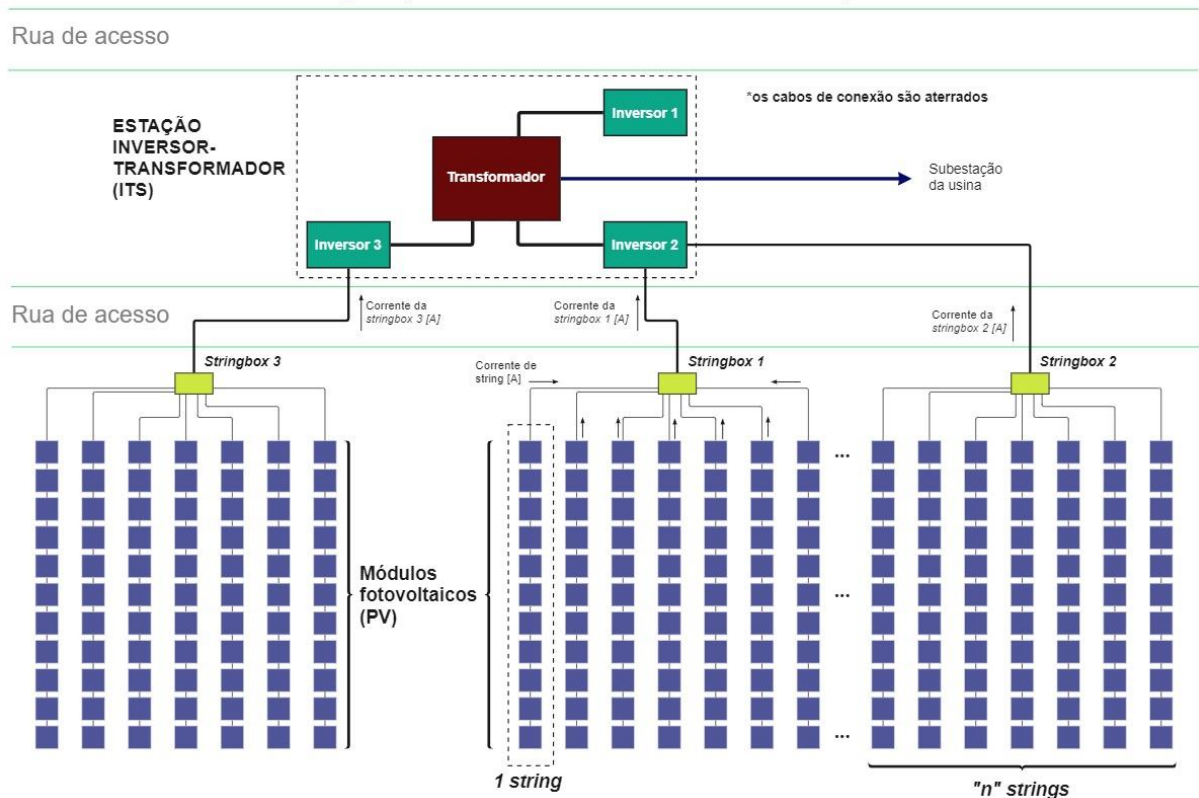 Rua de acesso
ESTAÇÃO
INVERSOR-
TRANSFORMADOR
(ITS)
Inversor 1
*os cabos de conexão são aterrados
Transformador
Subestação
da usina
Inversor 3
Inversor 2
Rua de acesso
Corrente da
stringbox 3 [A]
Corrente da
stringbox 1 [A]
Corrente da
stringbox 2 [A]
Stringbox 3
Corrente de
string [A]
Stringbox 1
Stringbox 2
...
Módulos
fotovoltaicos
(PV)
...
...
1 string
"n" strings